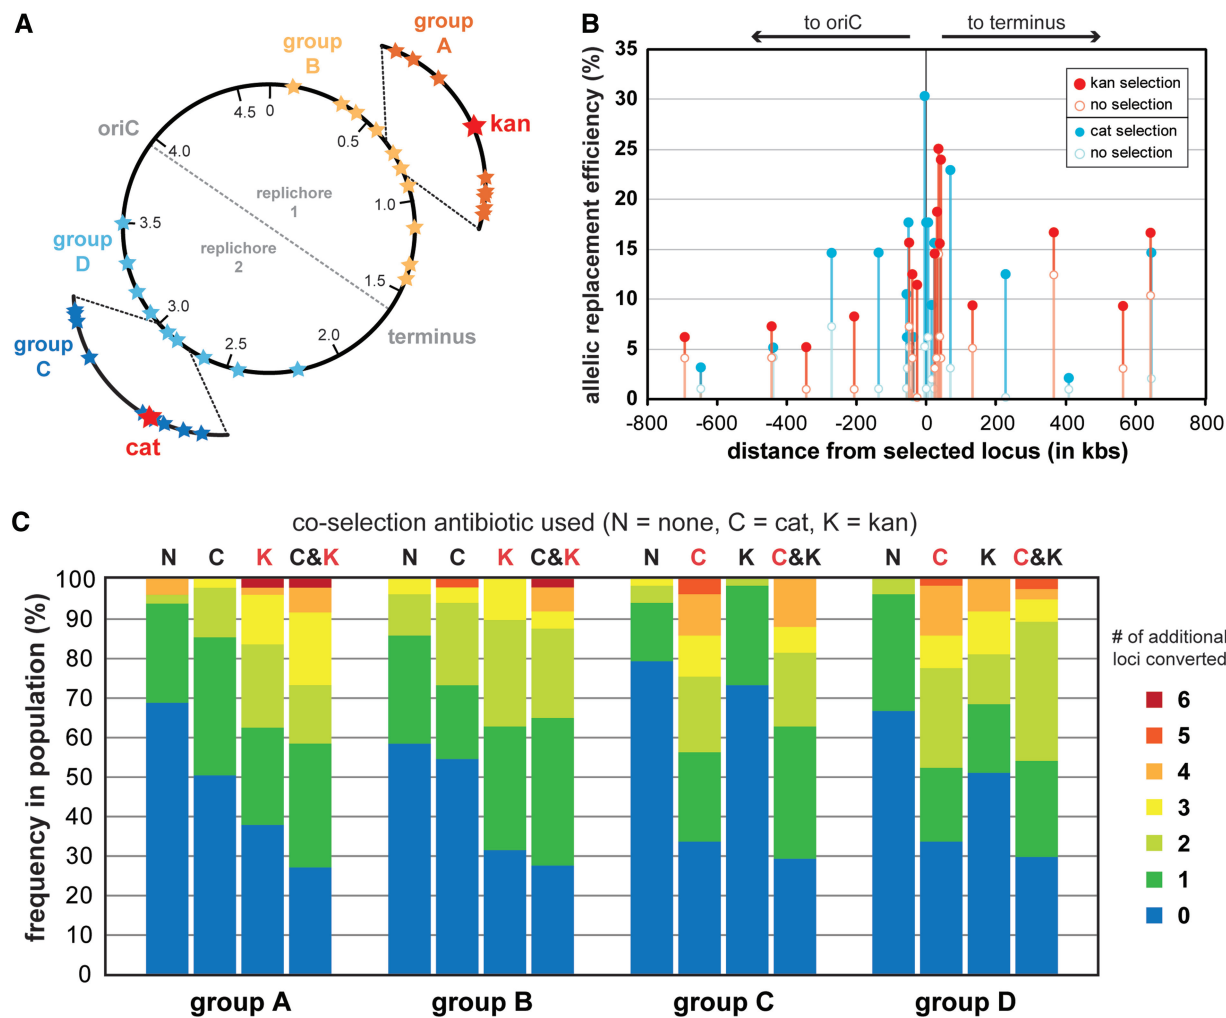 A
group
A
group
B
kan
4.5
0
0.5
oriC
4.0
replichore
1
1.0
3.5
replichore
2
group
D
1.5
3.0
terminus
2.5
2.0
group
C
cat
B
to oriC
to terminus
allelic replacement efficiency (%)
35
30
25
20
15
10
5
0
kan selection
no selection
cat selection
no selection
-800 -600 -400 -200 0 200 400 600 800
distance from selected locus (in kbs)
C
co-selection antibiotic used (N = none, C = cat, K = kan)
N C K C&K N C K C&K N C K C&K N C K C&K
frequency in population (%)
100
90
80
70
60
50
40
30
20
10
0
group A group B group C group D
# of additional
loci converted
6
5
4
3
2
1
0